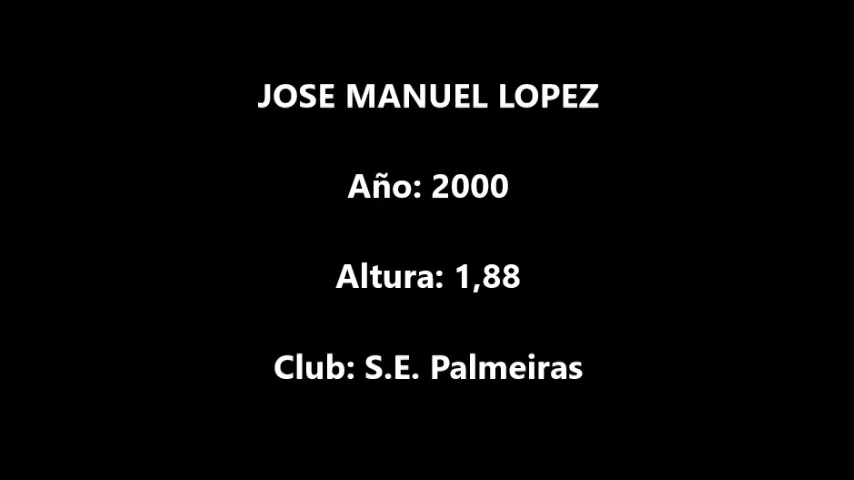 JOSE MANUEL LOPEZ
Año: 2000
Altura: 1,88
Club: S.E. Palmeiras